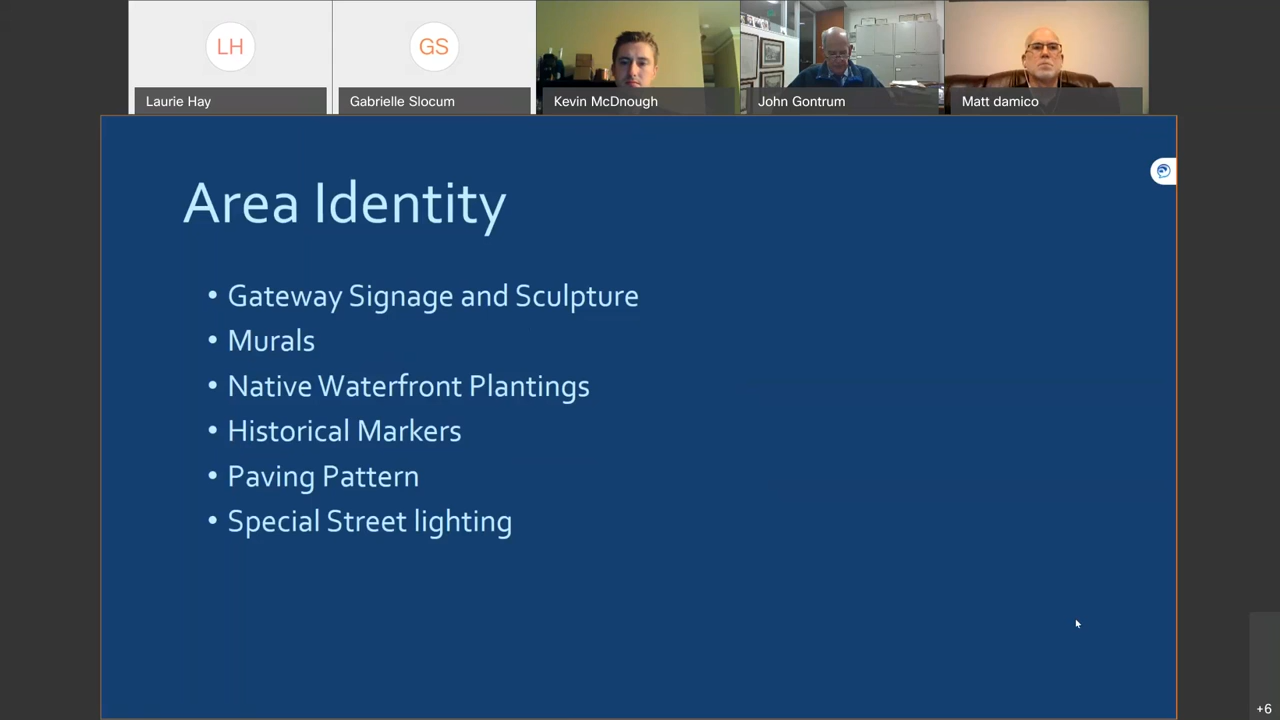 LH
GS
Laurie Hay
Gabrielle Slocum
Kevin McDnough
John Gontrum
Matt damico
Area Identity
• Gateway Signage and Sculpture
• Murals
• Native Waterfront Plantings
• Historical Markers
• Paving Pattern
• Special Street lighting
+6